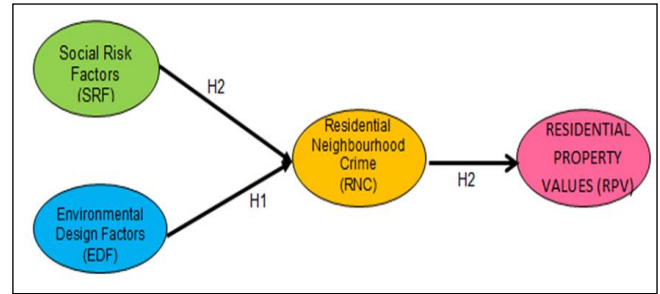 Social Risk
Factors
(SRF)
H2
Residential
Neighbourhood
Crime
(RNC)
H2
RESIDENTIAL
PROPERTY
VALUES (RPV)
H1
Environmental
Design Factors
(EDF)